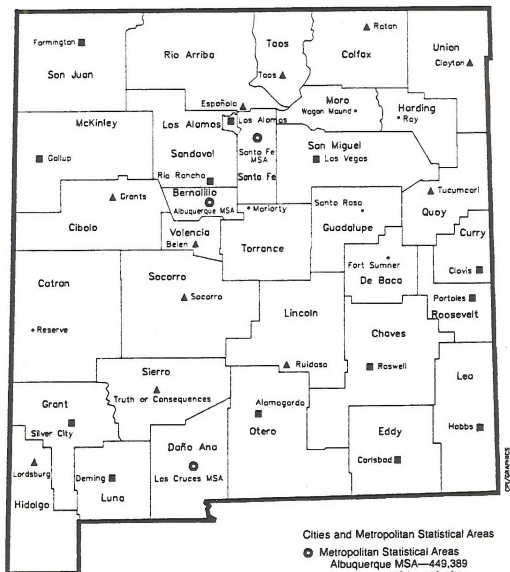 Farmington
San Juan
Rio Arriba
Taos
Taos
Raton
Colfax
Union
Clayton
McKinley
Gallup
Española
Los Alamos
Los Alamos
Santa Fe
MSA
Santa Fe
Sandoval
Rio Rancho
Mora
Wagon Mound
Harding
Roy
San Miguel
Las Vegas
Bernalillo
Albuquerque MSA
Grants
Cibola
Valencia
Belen
Moriarty
Torrance
Santa Rosa
Guadalupe
Tucumcari
Quay
Curry
Clovis
Fort Sumner
De Baca
Portales
Roosevelt
Catron
Reserve
Socorro
Socorro
Lincoln
Ruidoso
Chaves
Roswell
Lea
Hobbs
Sierra
Truth or Consequences
Grant
Silver City
Alamogordo
Otero
Eddy
Carlsbad
Lordsburg
Hidalgo
Deming
Luna
Doña Ana
Las Cruces MSA
CPL/GRAPHICS
Cities and Metropolitan Statistical Areas
Metropolitan Statistical Areas
Albuquerque MSA—449,389